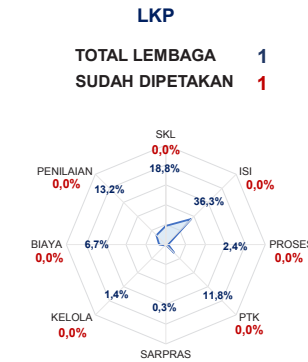 LKP
TOTAL LEMBAGA 1
SUDAH DIPETAKAN 1
SKL
0,0%
18,8%
PENILAIAN
0,0%
13,2%
ISI
0,0%
36,3%
BIAYA
0,0%
6,7%
2,4%
PROSES
0,0%
KELOLA
0,0%
1,4%
0,3%
11,8%
PTK
0,0%
SARPRAS